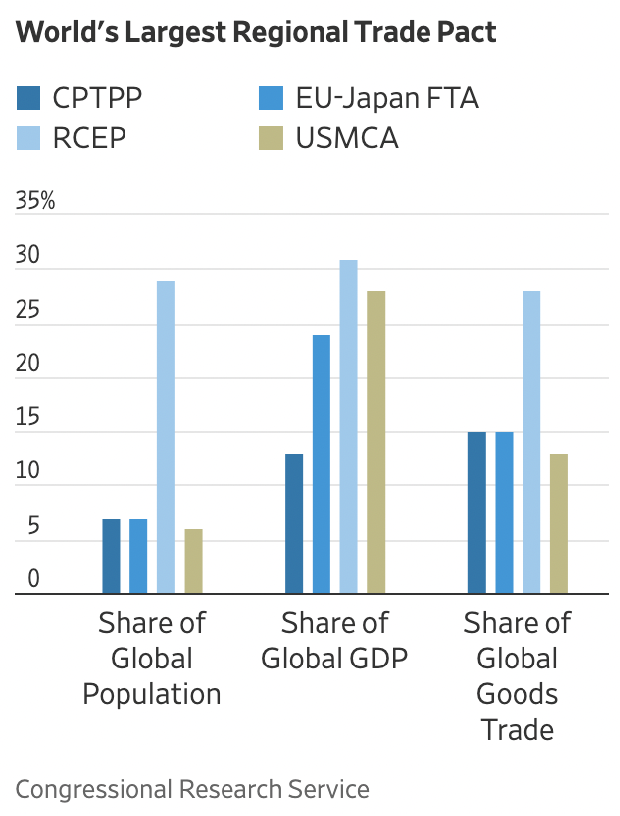 World's Largest Regional Trade Pact
CPTPP
EU-Japan FTA
RCEP
USMCA
35%
30
25
20
15
10
5
0
Share of
Global
Population
Share of
Global GDP
Share of
Global
Goods
Trade
Congressional Research Service